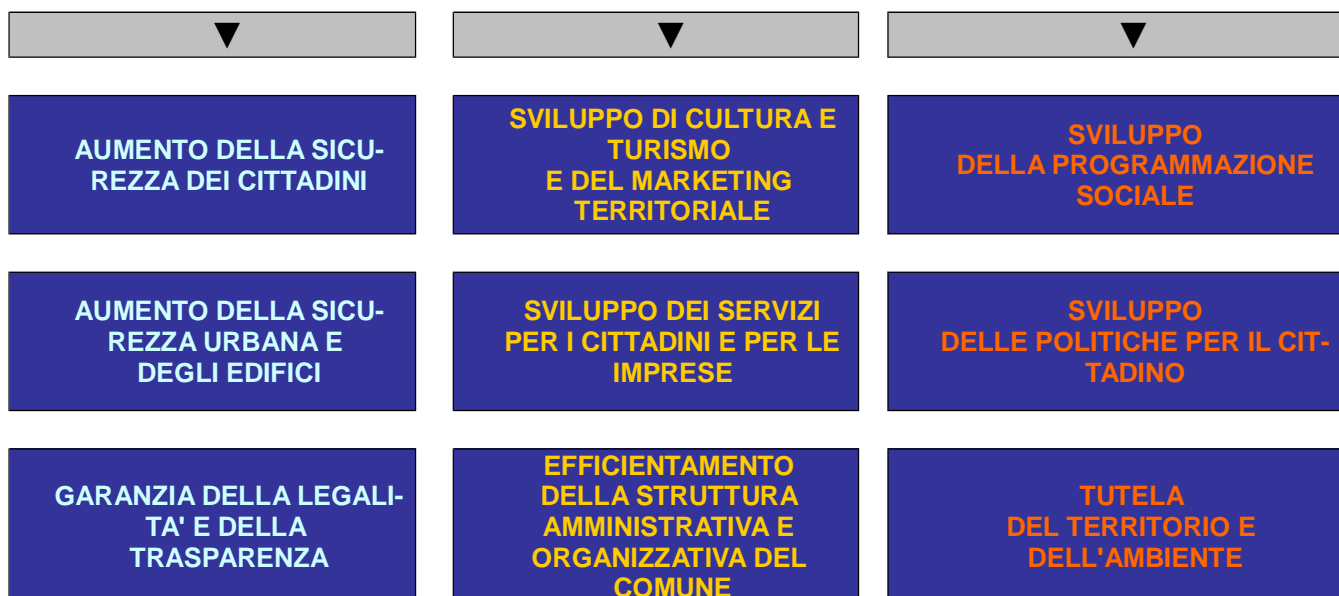 ▼
▼
▼
AUMENTO DELLA SICU-
REZZA DEI CITTADINI
SVILUPPO DI CULTURA E
TURISMO
E DEL MARKETING
TERRITORIALE
SVILUPPO
DELLA PROGRAMMAZIONE
SOCIALE
AUMENTO DELLA SICU-
REZZA URBANA E
DEGLI EDIFICI
SVILUPPO DEI SERVIZI
PER I CITTADINI E PER LE
IMPRESE
SVILUPPO
DELLE POLITICHE PER IL CIT-
TADINO
GARANZIA DELLA LEGALI-
TA' E DELLA
TRASPARENZA
EFFICIENTAMENTO
DELLA STRUTTURA
AMMINISTRATIVA E
ORGANIZZATIVA DEL
COMUNE
TUTELA
DEL TERRITORIO E
DELL'AMBIENTE